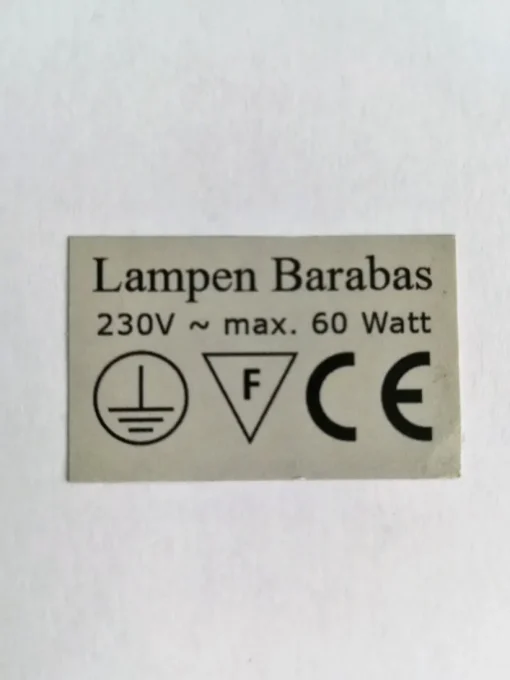 Lampen Barabas
230V ~ max. 60 Watt
F CE